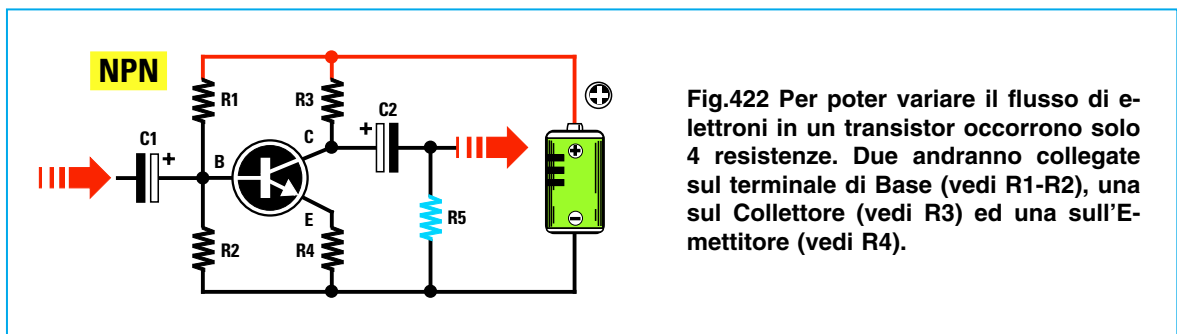 NPN
R1
R3
C2
+
C1
+
C
B
E
R2
R4
R5
+
+
−
Fig.422 Per poter variare il flusso di e-
lettroni in un transistor occorrono solo
4 resistenze. Due andranno collegate
sul terminale di Base (vedi R1-R2), una
sul Collettore (vedi R3) ed una sull'E-
mettitore (vedi R4).